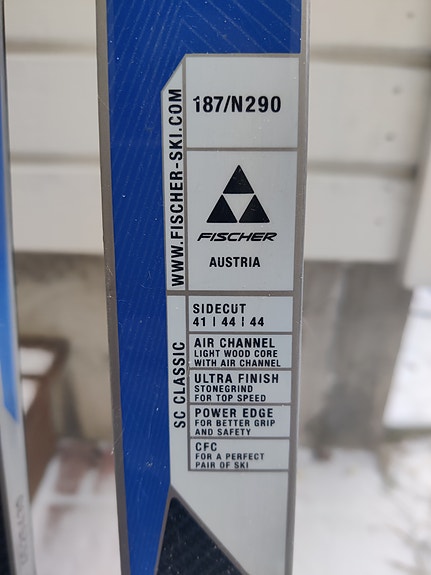 187/N290
WWW.FISCHER-SKI.COM
FISCHER
AUSTRIA
SC CLASSIC
SIDECUT
41 | 44 | 44
AIR CHANNEL
LIGHT WOOD CORE
WITH AIR CHANNEL
ULTRA FINISH
STONEGRIND
FOR TOP SPEED
POWER EDGE
FOR BETTER GRIP
AND SAFETY
CFC
FOR A PERFECT
PAIR OF SKI